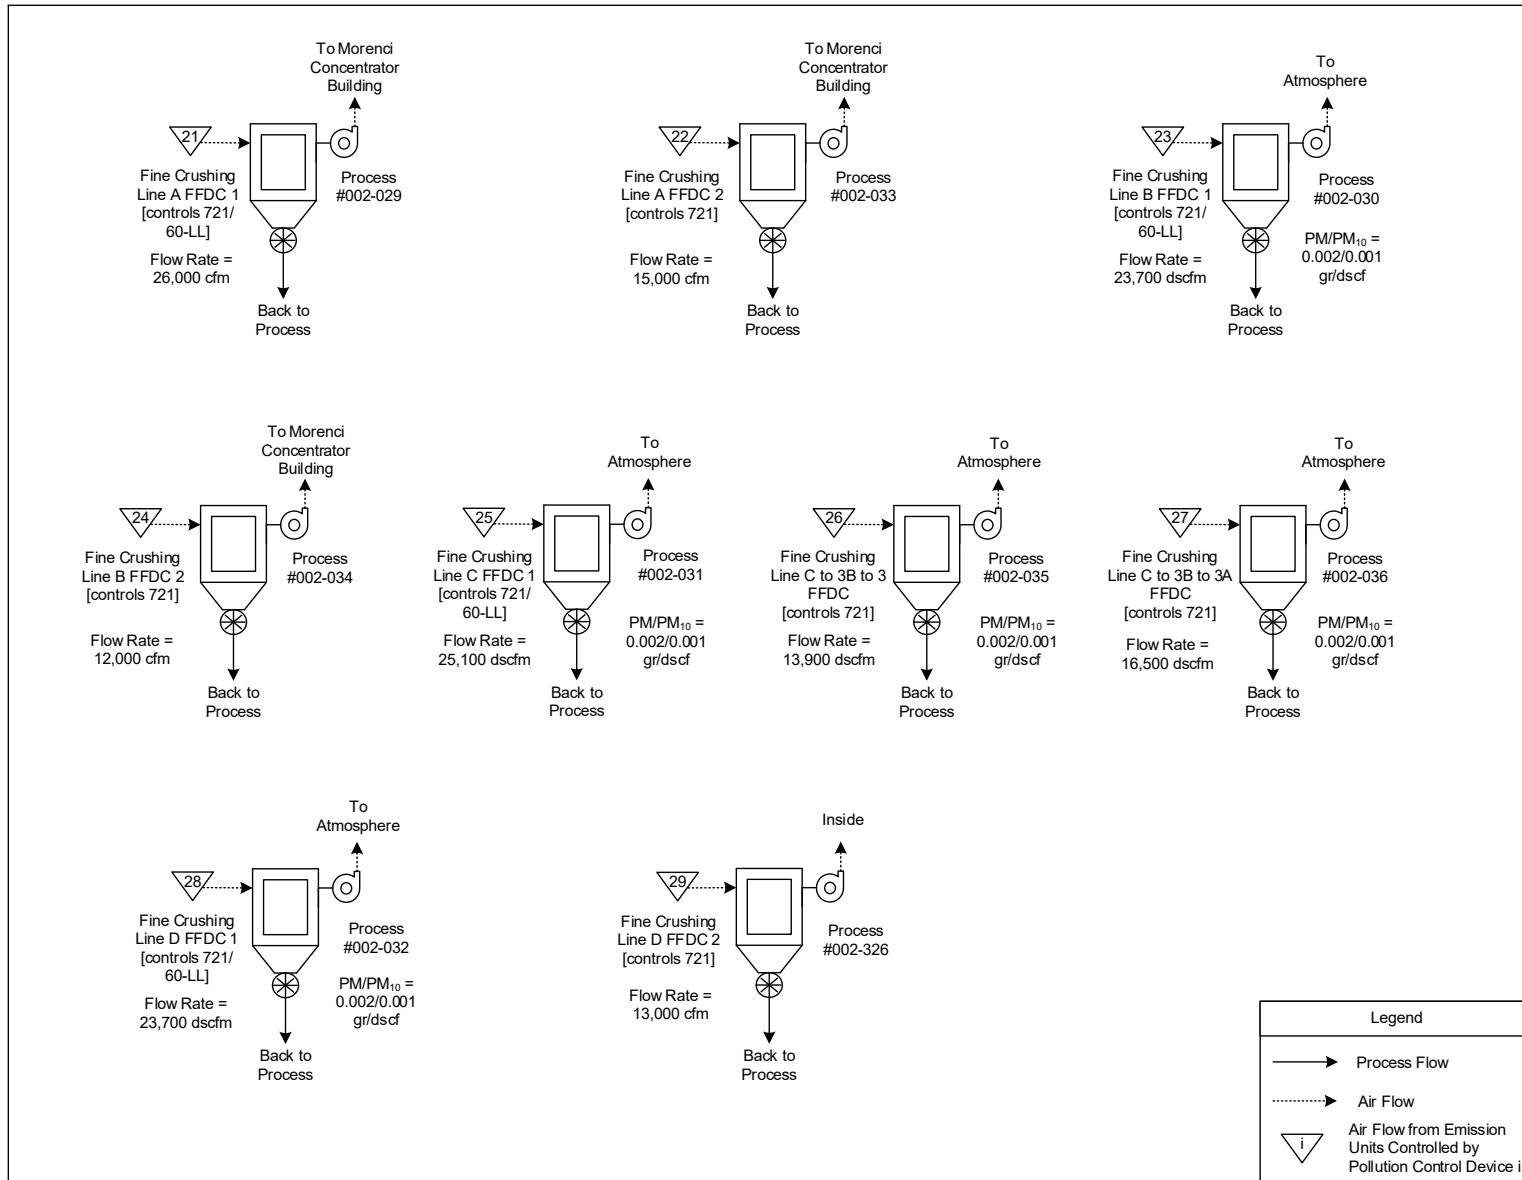 To Morenci
Concentrator
Building
21
Fine Crushing
Line A FFDC 1
[controls 721/
60-LL]
Flow Rate =
26,000 cfm
Process
#002-029
Back to
Process
To Morenci
Concentrator
Building
22
Fine Crushing
Line A FFDC 2
[controls 721]
Flow Rate =
15,000 cfm
Process
#002-033
Back to
Process
To
Atmosphere
23
Fine Crushing
Line B FFDC 1
[controls 721/
60-LL]
Flow Rate =
23,700 dscfm
Process
#002-030
PM/PM10 =
0.002/0.001
gr/dscf
Back to
Process
To Morenci
Concentrator
Building
24
Fine Crushing
Line B FFDC 2
[controls 721]
Flow Rate =
12,000 cfm
Process
#002-034
Back to
Process
To
Atmosphere
25
Fine Crushing
Line C FFDC 1
[controls 721/
60-LL]
Flow Rate =
25,100 dscfm
Process
#002-031
PM/PM10 =
0.002/0.001
gr/dscf
Back to
Process
To
Atmosphere
26
Fine Crushing
Line C to 3B to 3
FFDC
[controls 721]
Flow Rate =
13,900 dscfm
Process
#002-035
PM/PM10 =
0.002/0.001
gr/dscf
Back to
Process
To
Atmosphere
27
Fine Crushing
Line C to 3B to 3A
FFDC
[controls 721]
Flow Rate =
16,500 dscfm
Process
#002-036
PM/PM10 =
0.002/0.001
gr/dscf
Back to
Process
To
Atmosphere
28
Fine Crushing
Line D FFDC 1
[controls 721/
60-LL]
Flow Rate =
23,700 dscfm
Process
#002-032
PM/PM10 =
0.002/0.001
gr/dscf
Back to
Process
Inside
29
Fine Crushing
Line D FFDC 2
[controls 721]
Flow Rate =
13,000 cfm
Process
#002-326
Back to
Process
Legend
Process Flow
Air Flow
i
Air Flow from Emission
Units Controlled by
Pollution Control Device i